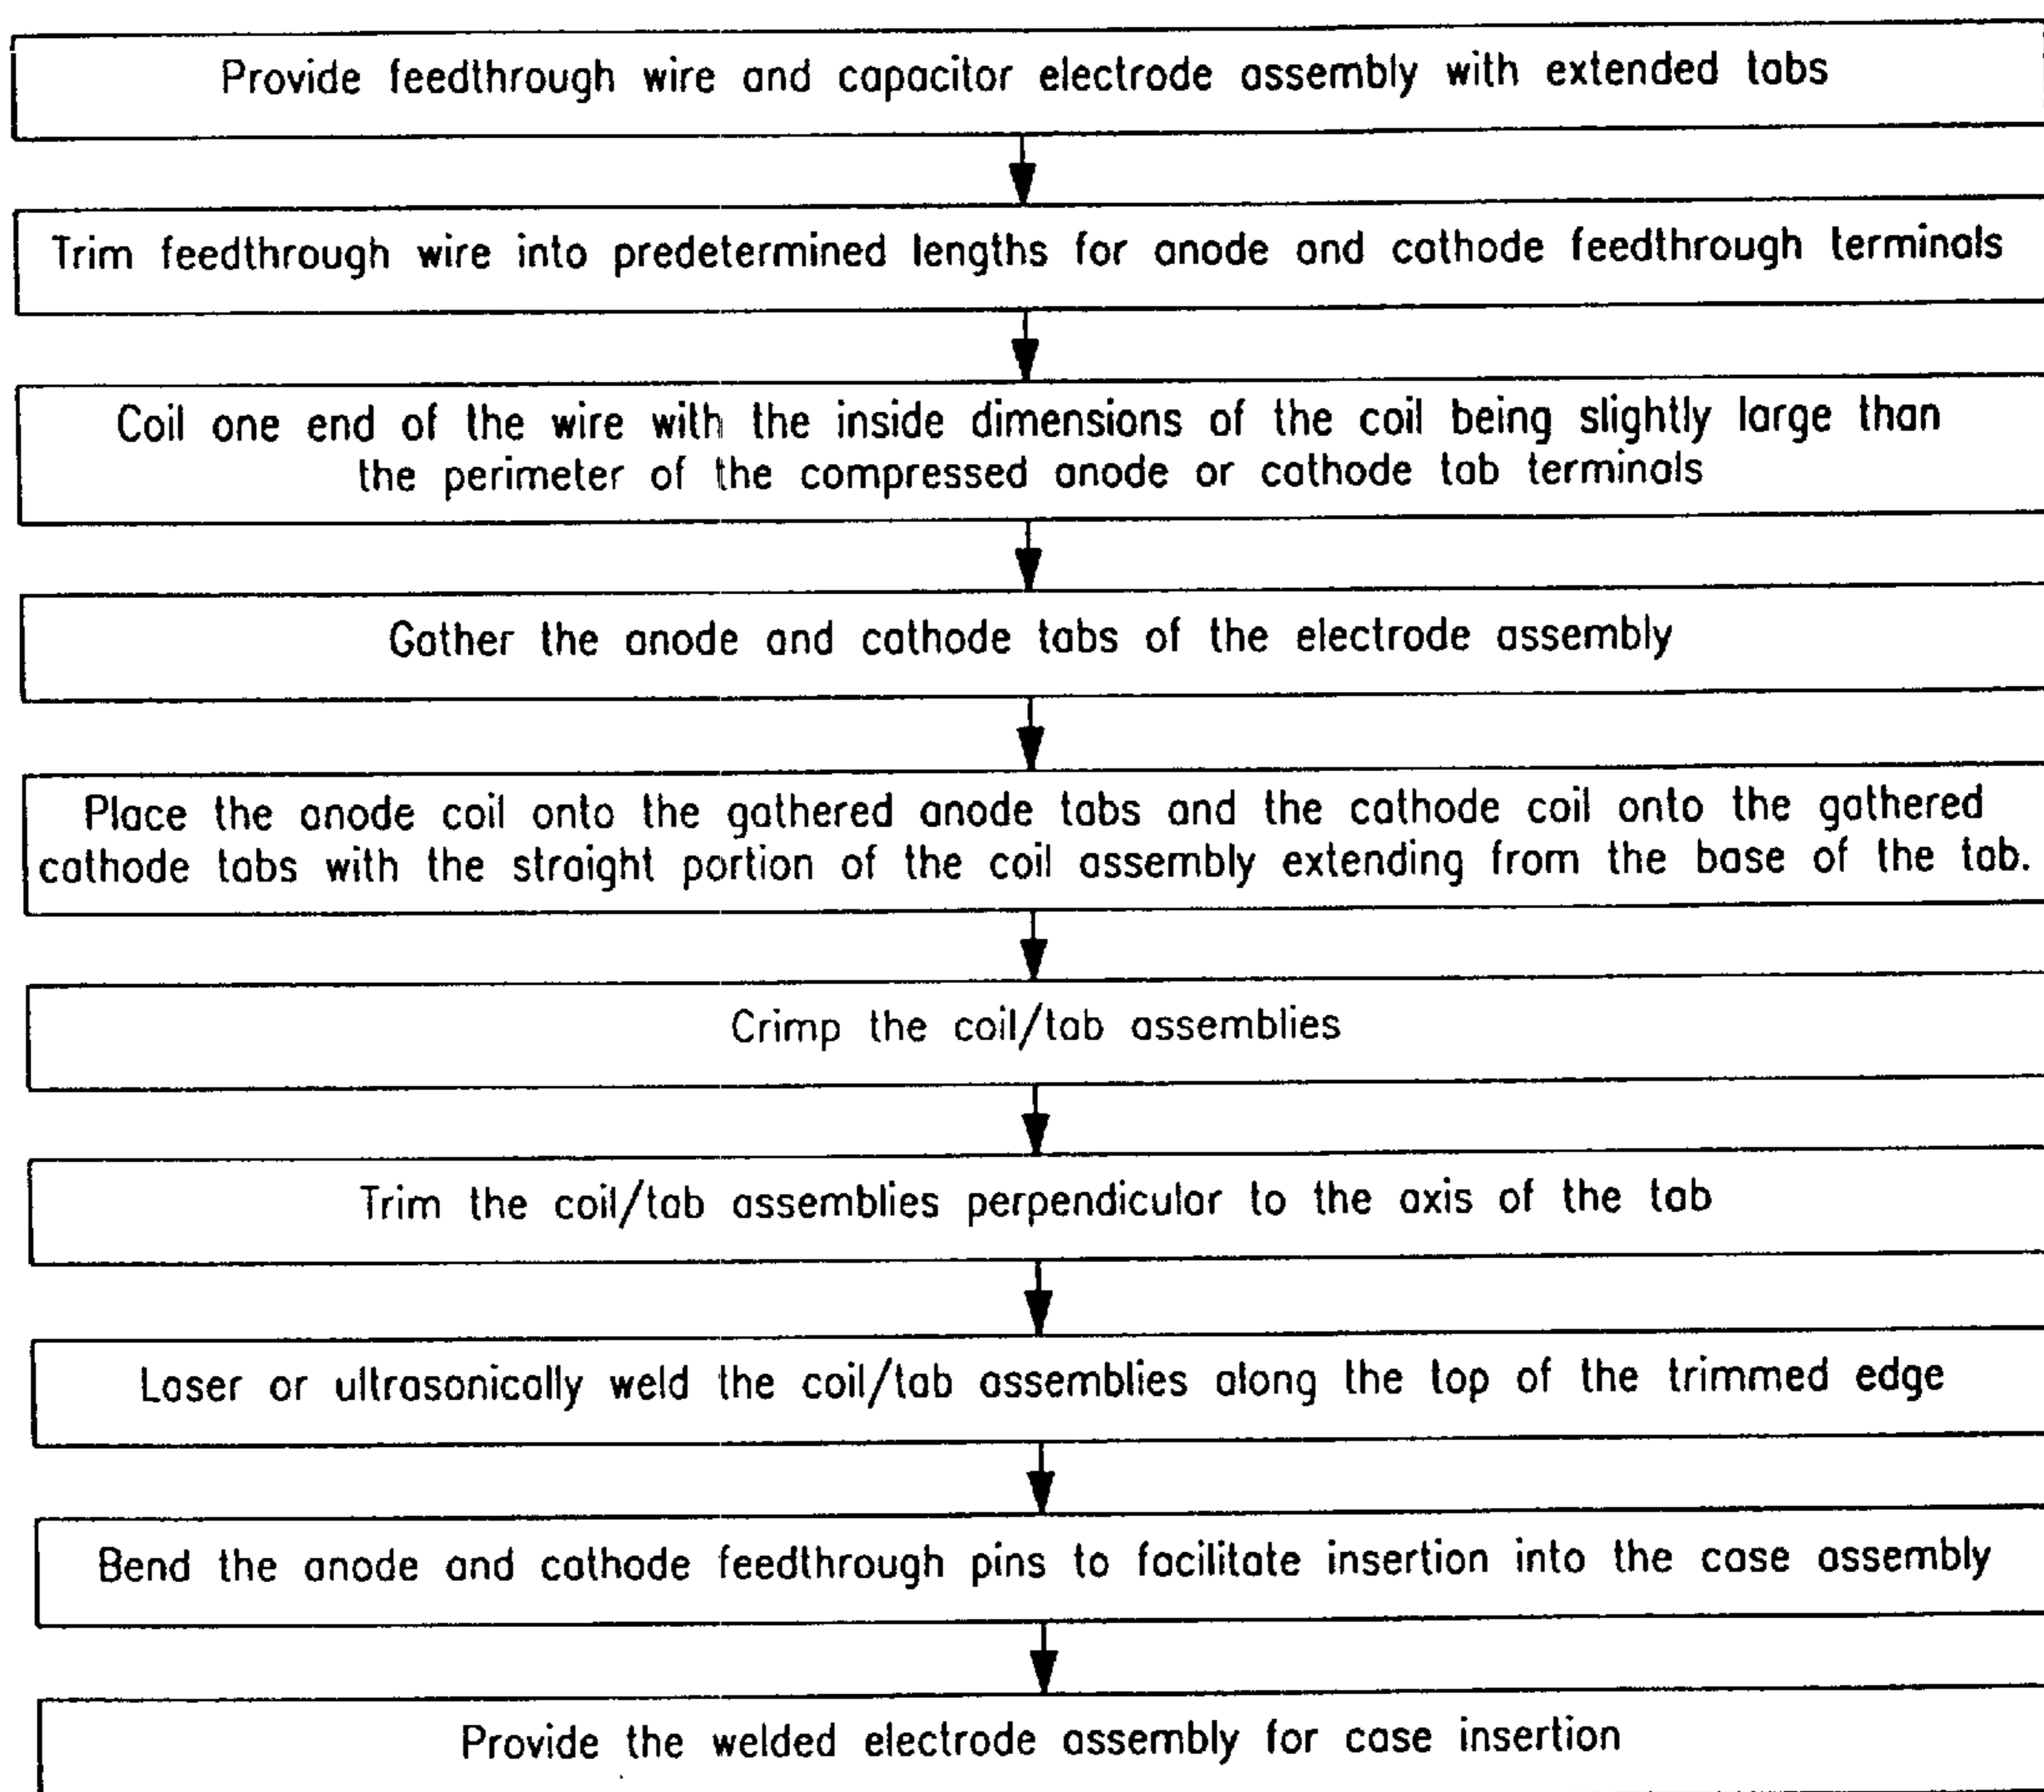 Provide feedthrough wire and capacitor electrode assembly with extended tabs
Trim feedthrough wire into predetermined lengths for anode and cathode feedthrough terminals
Coil one end of the wire with the inside dimensions of the coil being slightly large than
the perimeter of the compressed anode or cathode tab terminals
Gather the anode and cathode tabs of the electrode assembly
Place the anode coil onto the gathered anode tabs and the cathode coil onto the gathered
cathode tabs with the straight portion of the coil assembly extending from the base of the tab.
Crimp the coil/tab assemblies
Trim the coil/tab assemblies perpendicular to the axis of the tab
Laser or ultrasonically weld the coil/tab assemblies along the top of the trimmed edge
Bend the anode and cathode feedthrough pins to facilitate insertion into the case assembly
Provide the welded electrode assembly for case insertion